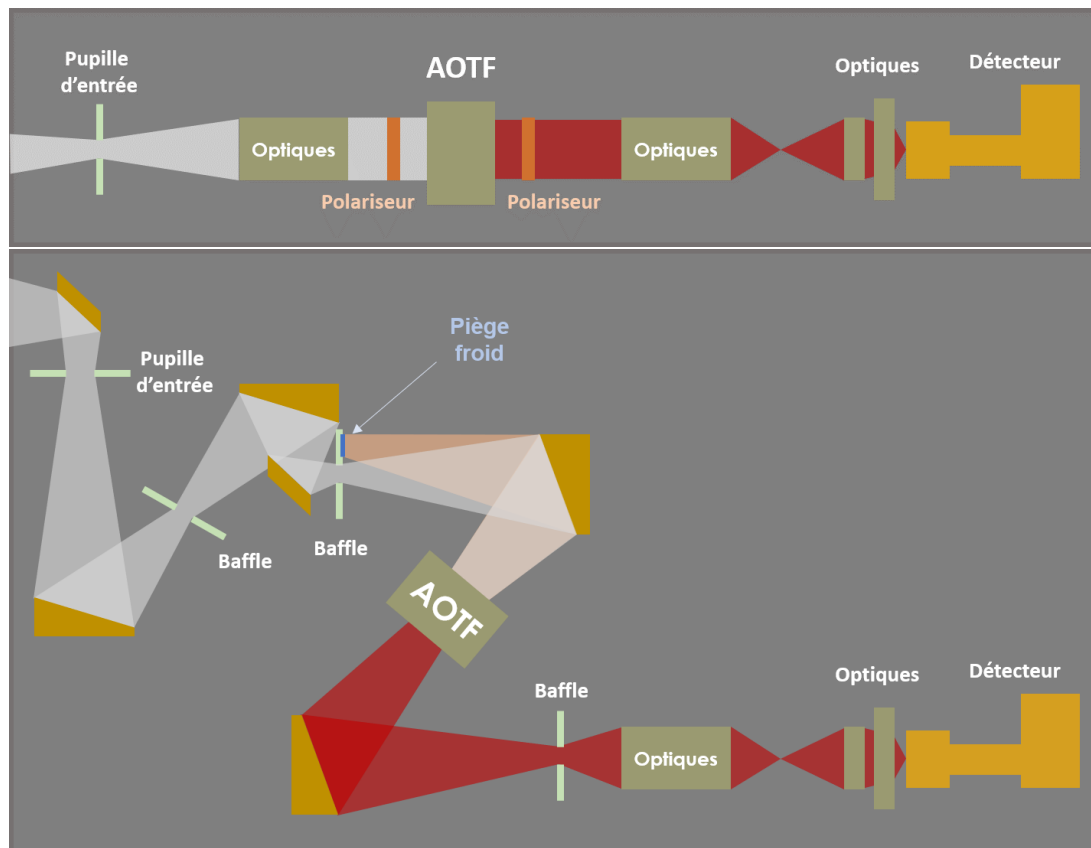 Pupille
d'entrée
AOTF
Optiques
Détecteur
Optiques
Optiques
Polariseur
Polariseur
Piège
froid
Pupille
d'entrée
Baffle
Baffle
AOTF
Baffle
Optiques
Détecteur
Optiques